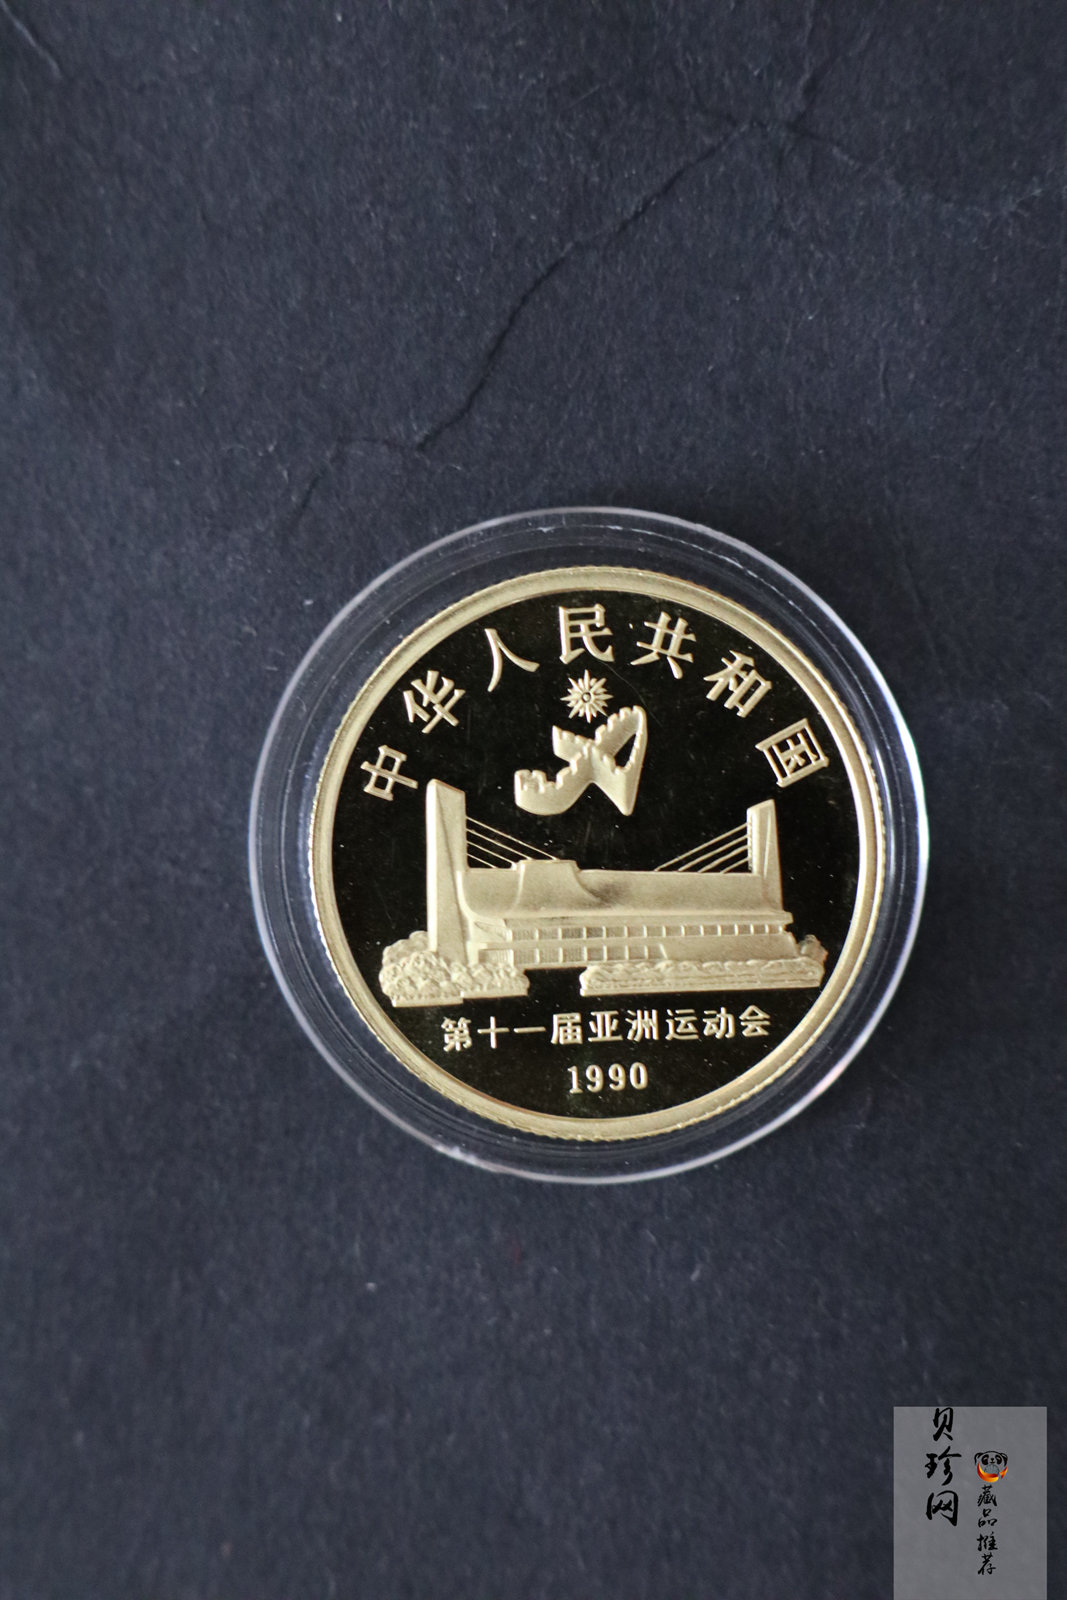 中华人民共和国
第十一届亚洲运动会
1990
贝珍网
藏品推荐